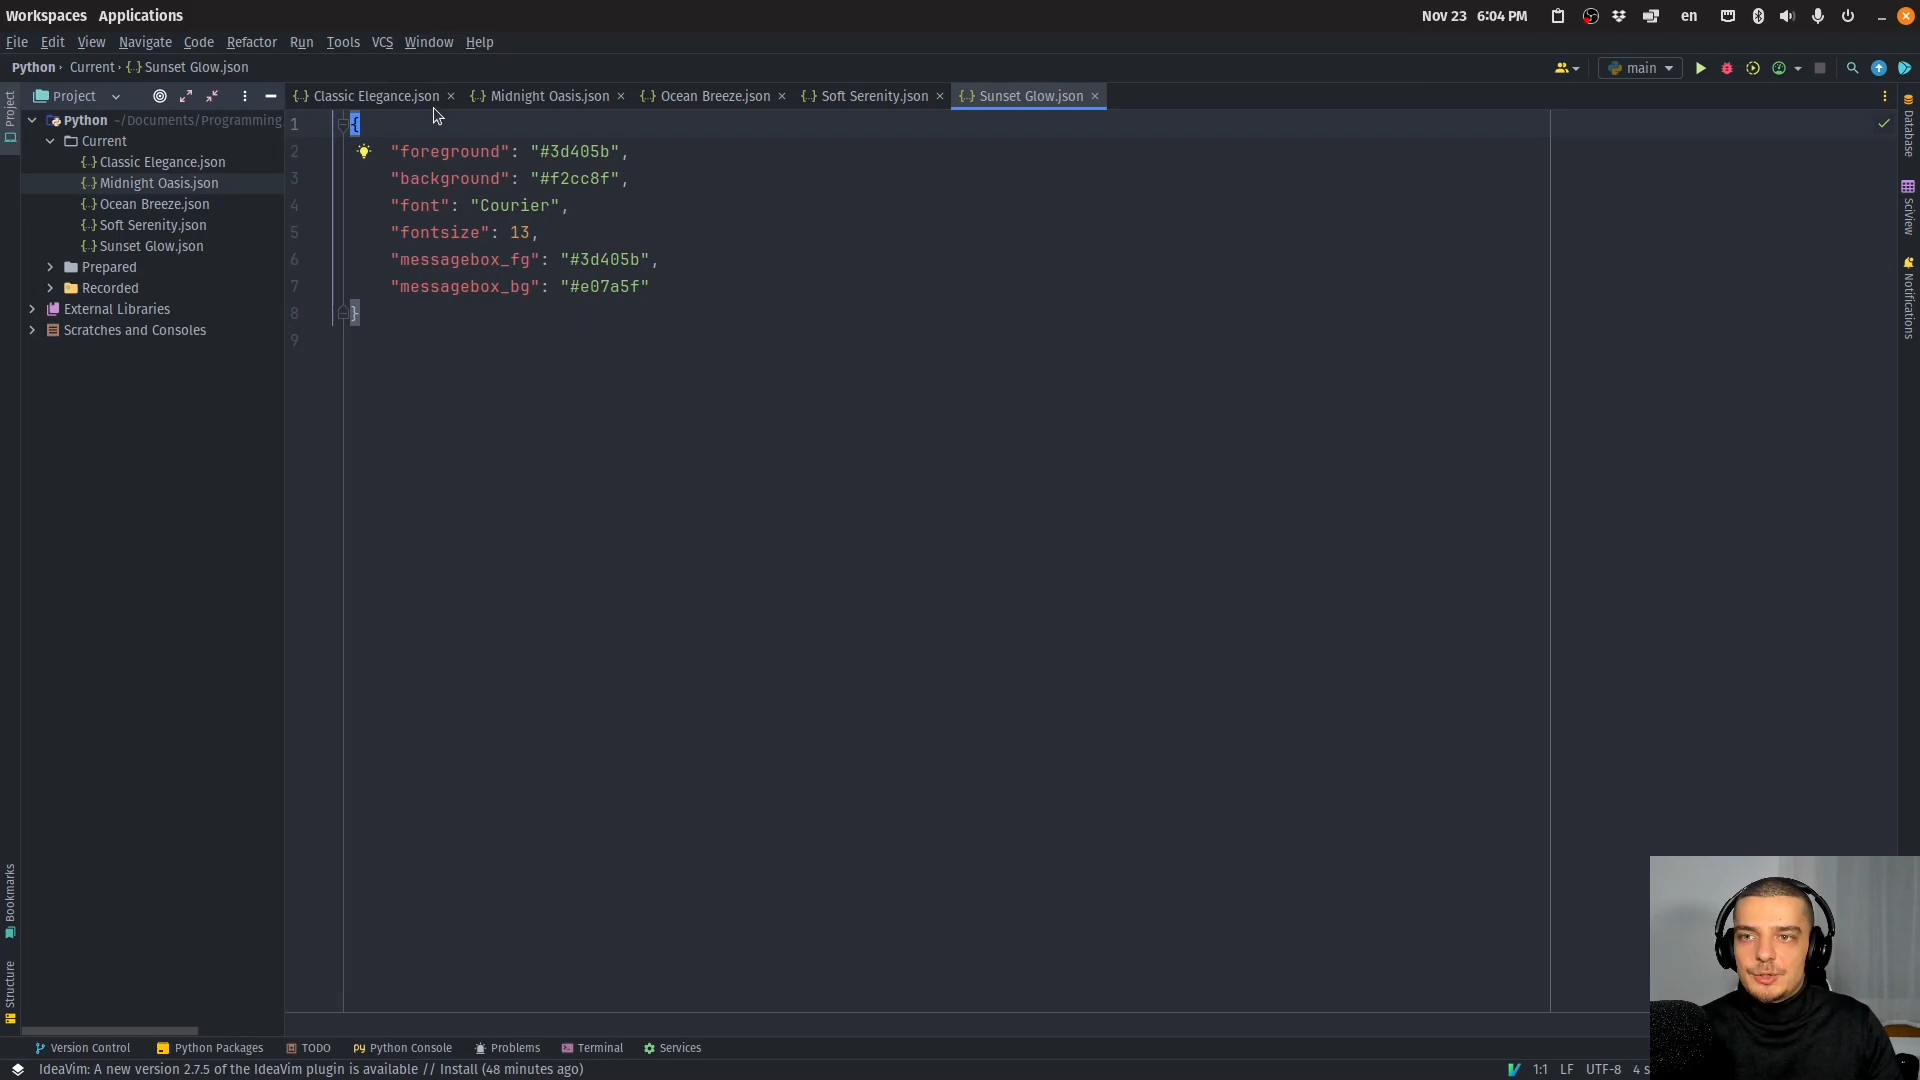 Workspaces Applications
Nov 23 6:04 PM
en
File Edit View Navigate Code Refactor Run Tools VCS Window Help
Python › Current › {..} Sunset Glow.json
main
Project
Project
{..} Classic Elegance.json
{..} Midnight Oasis.json
{..} Ocean Breeze.json
{..} Soft Serenity.json
{..} Sunset Glow.json
Python ~/Documents/Programming
Current
{..} Classic Elegance.json
{..} Midnight Oasis.json
{..} Ocean Breeze.json
{..} Soft Serenity.json
{..} Sunset Glow.json
Prepared
Recorded
External Libraries
Scratches and Consoles
1 {
2 "foreground": "#3d405b",
3 "background": "#f2cc8f",
4 "font": "Courier",
5 "fontsize": 13,
6 "messagebox_fg": "#3d405b",
7 "messagebox_bg": "#e07a5f"
8 }
9
Database
SciView
Notifications
Bookmarks
Structure
Version Control Python Packages TODO Python Console Problems Terminal Services
IdeaVim: A new version 2.7.5 of the IdeaVim plugin is available // Install (48 minutes ago)
1:1 LF UTF-8 4 s